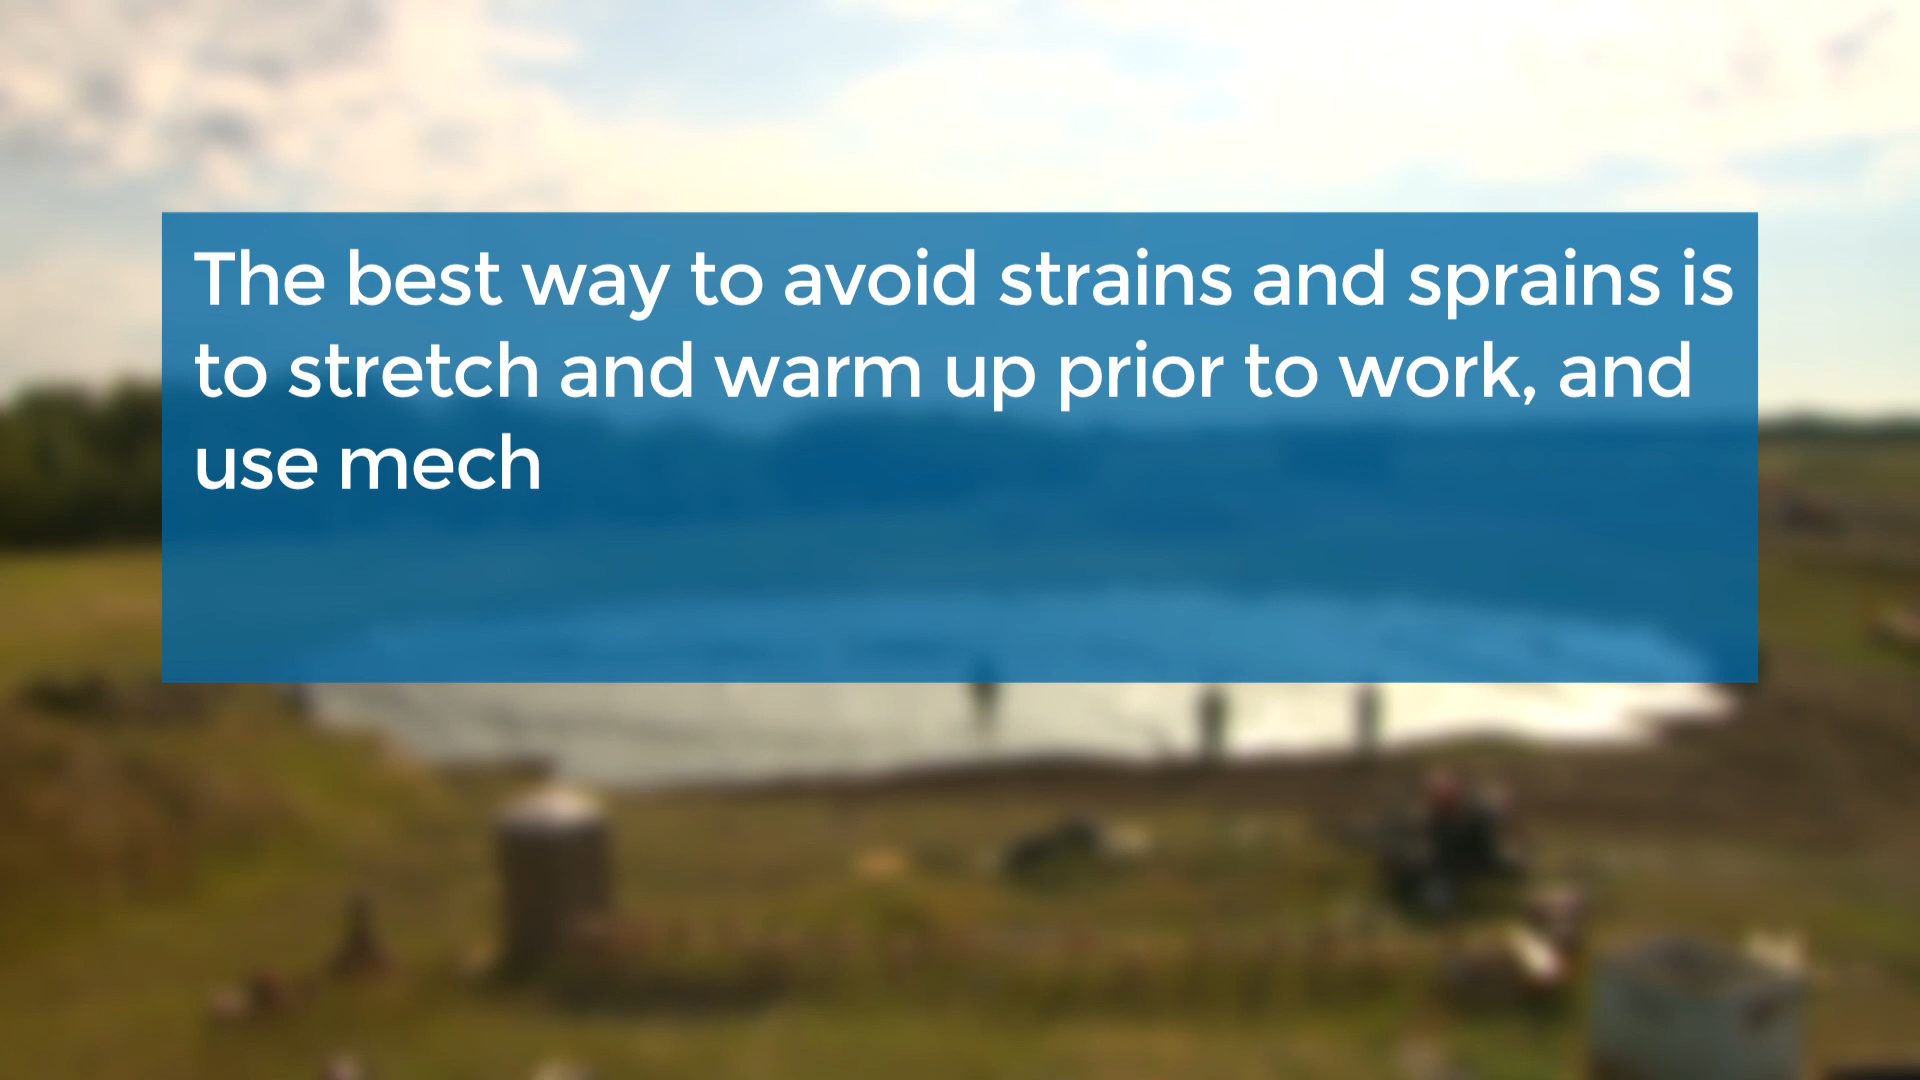 The best way to avoid strains and sprains is
to stretch and warm up prior to work, and
use mech